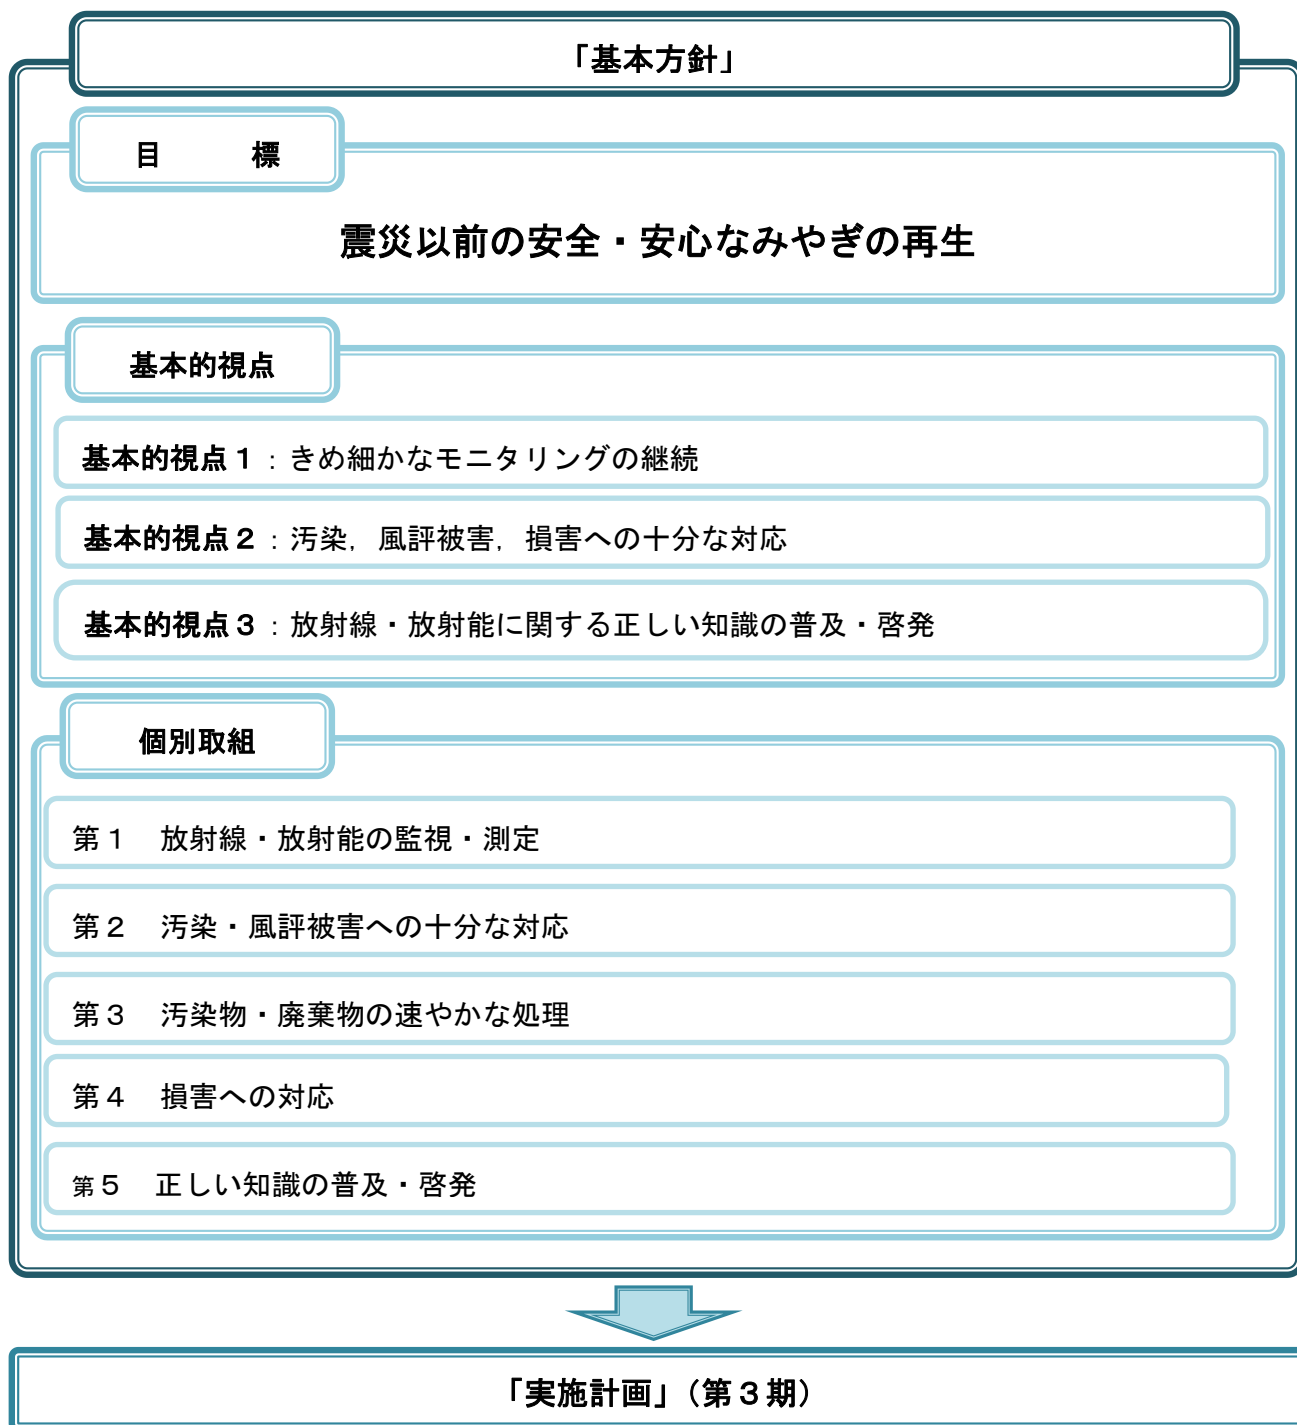 「基本方針」
目　　　標
震災以前の安全・安心なみやぎの再生
基本的視点
基本的視点１：きめ細かなモニタリングの継続
基本的視点２：汚染，風評被害，損害への十分な対応
基本的視点３：放射線・放射能に関する正しい知識の普及・啓発
個別取組
第１　放射線・放射能の監視・測定
第２　汚染・風評被害への十分な対応
第３　汚染物・廃棄物の速やかな処理
第４　損害への対応
第５　正しい知識の普及・啓発
「実施計画」（第３期）